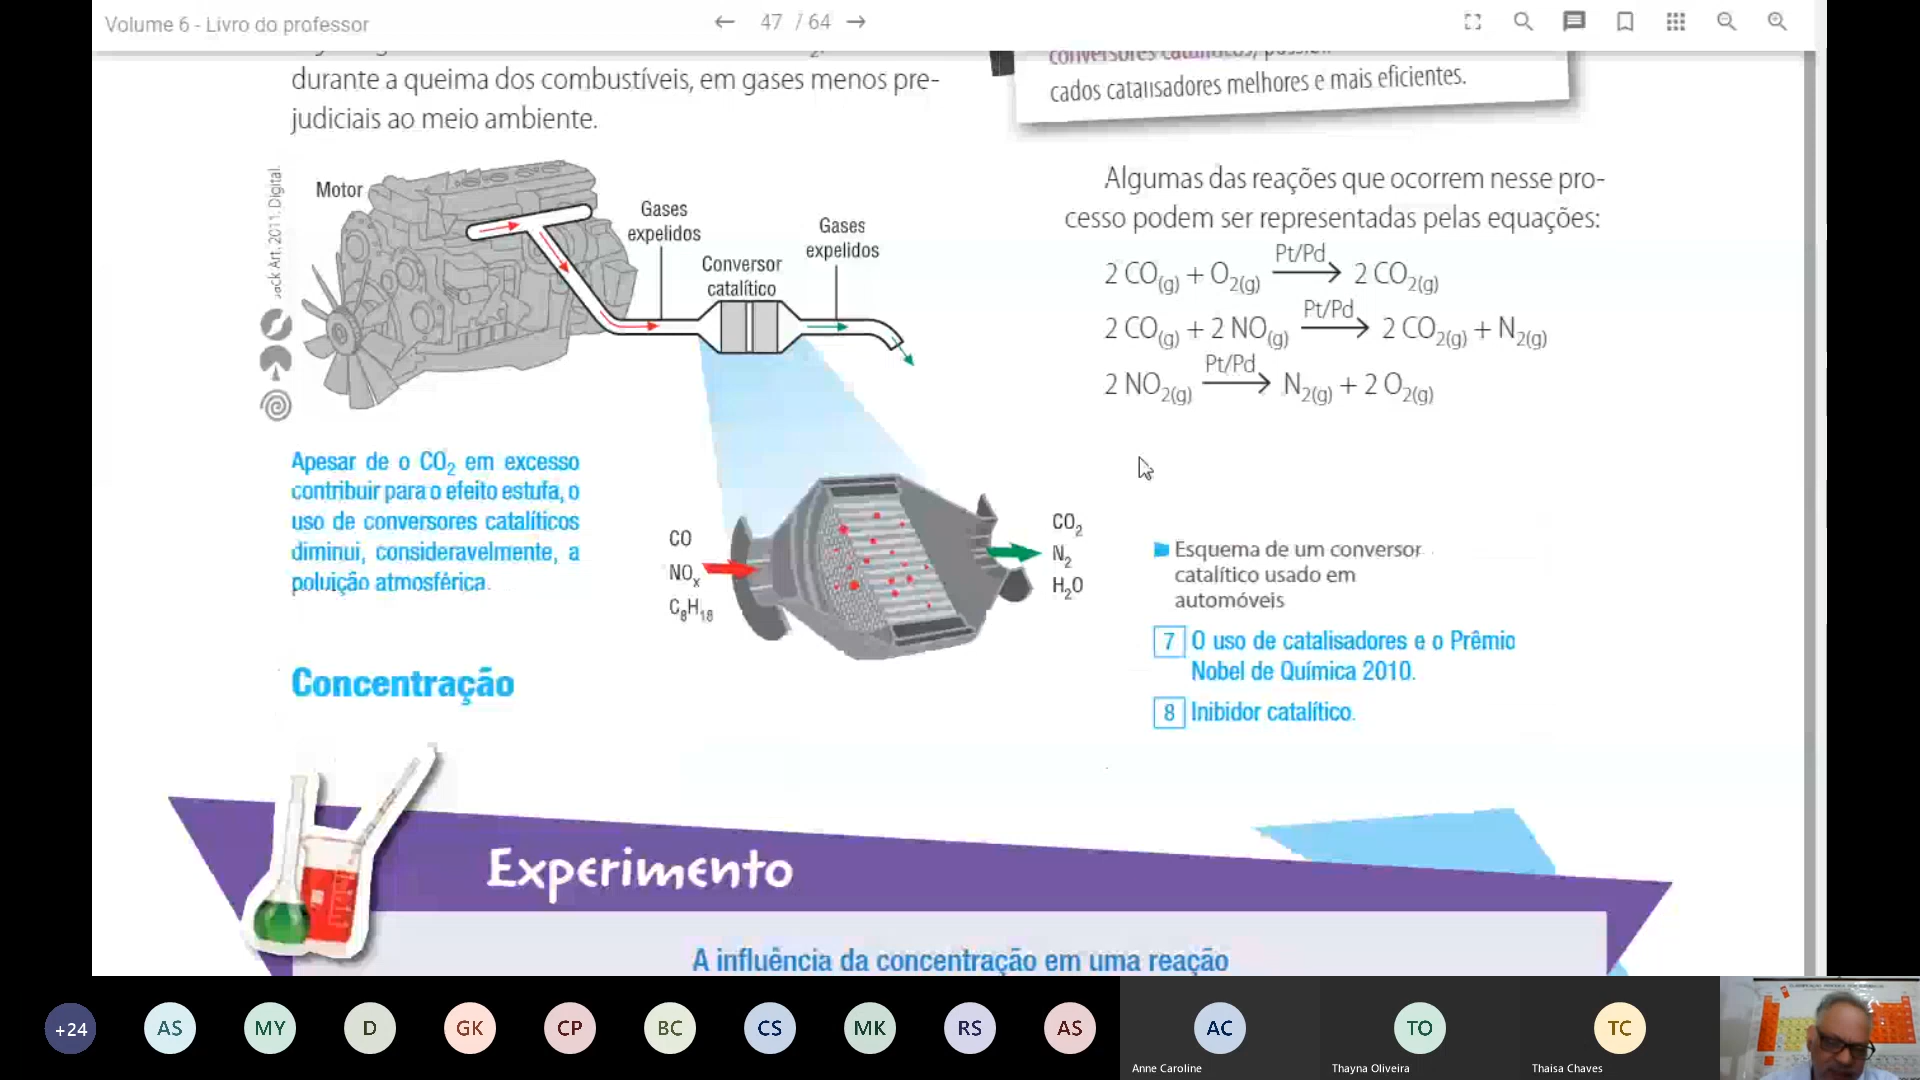 Volume 6 - Livro do professor
47 / 64
durante a queima dos combustíveis, em gases menos pre-
judiciais ao meio ambiente.
conversores catalíticos,
cados catalisadores melhores e mais eficientes.
Jack Art. 2011. Digital.
Motor
Gases
expelidos
Conversor
catalítico
Gases
expelidos
Algumas das reações que ocorrem nesse pro-
cesso podem ser representadas pelas equações:
2 CO(g) + O2(g) Pt/Pd → 2 CO2(g)
2 CO(g) + 2 NO(g) Pt/Pd → 2 CO2(g) + N2(g)
2 NO2(g) Pt/Pd → N2(g) + 2 O2(g)
Apesar de o CO2 em excesso
contribuir para o efeito estufa, o
uso de conversores catalíticos
diminui, consideravelmente, a
poluição atmosférica.
CO
NOx
C8H18
CO2
N2
H2O
Esquema de um conversor
catalítico usado em
automóveis
7 O uso de catalisadores e o Prêmio
Nobel de Química 2010.
8 Inibidor catalítico.
Concentração
Experimento
A influência da concentração em uma reação
+24 AS MY D GK CP BC CS MK RS AS AC TO TC
Anne Caroline
Thayna Oliveira
Thaisa Chaves